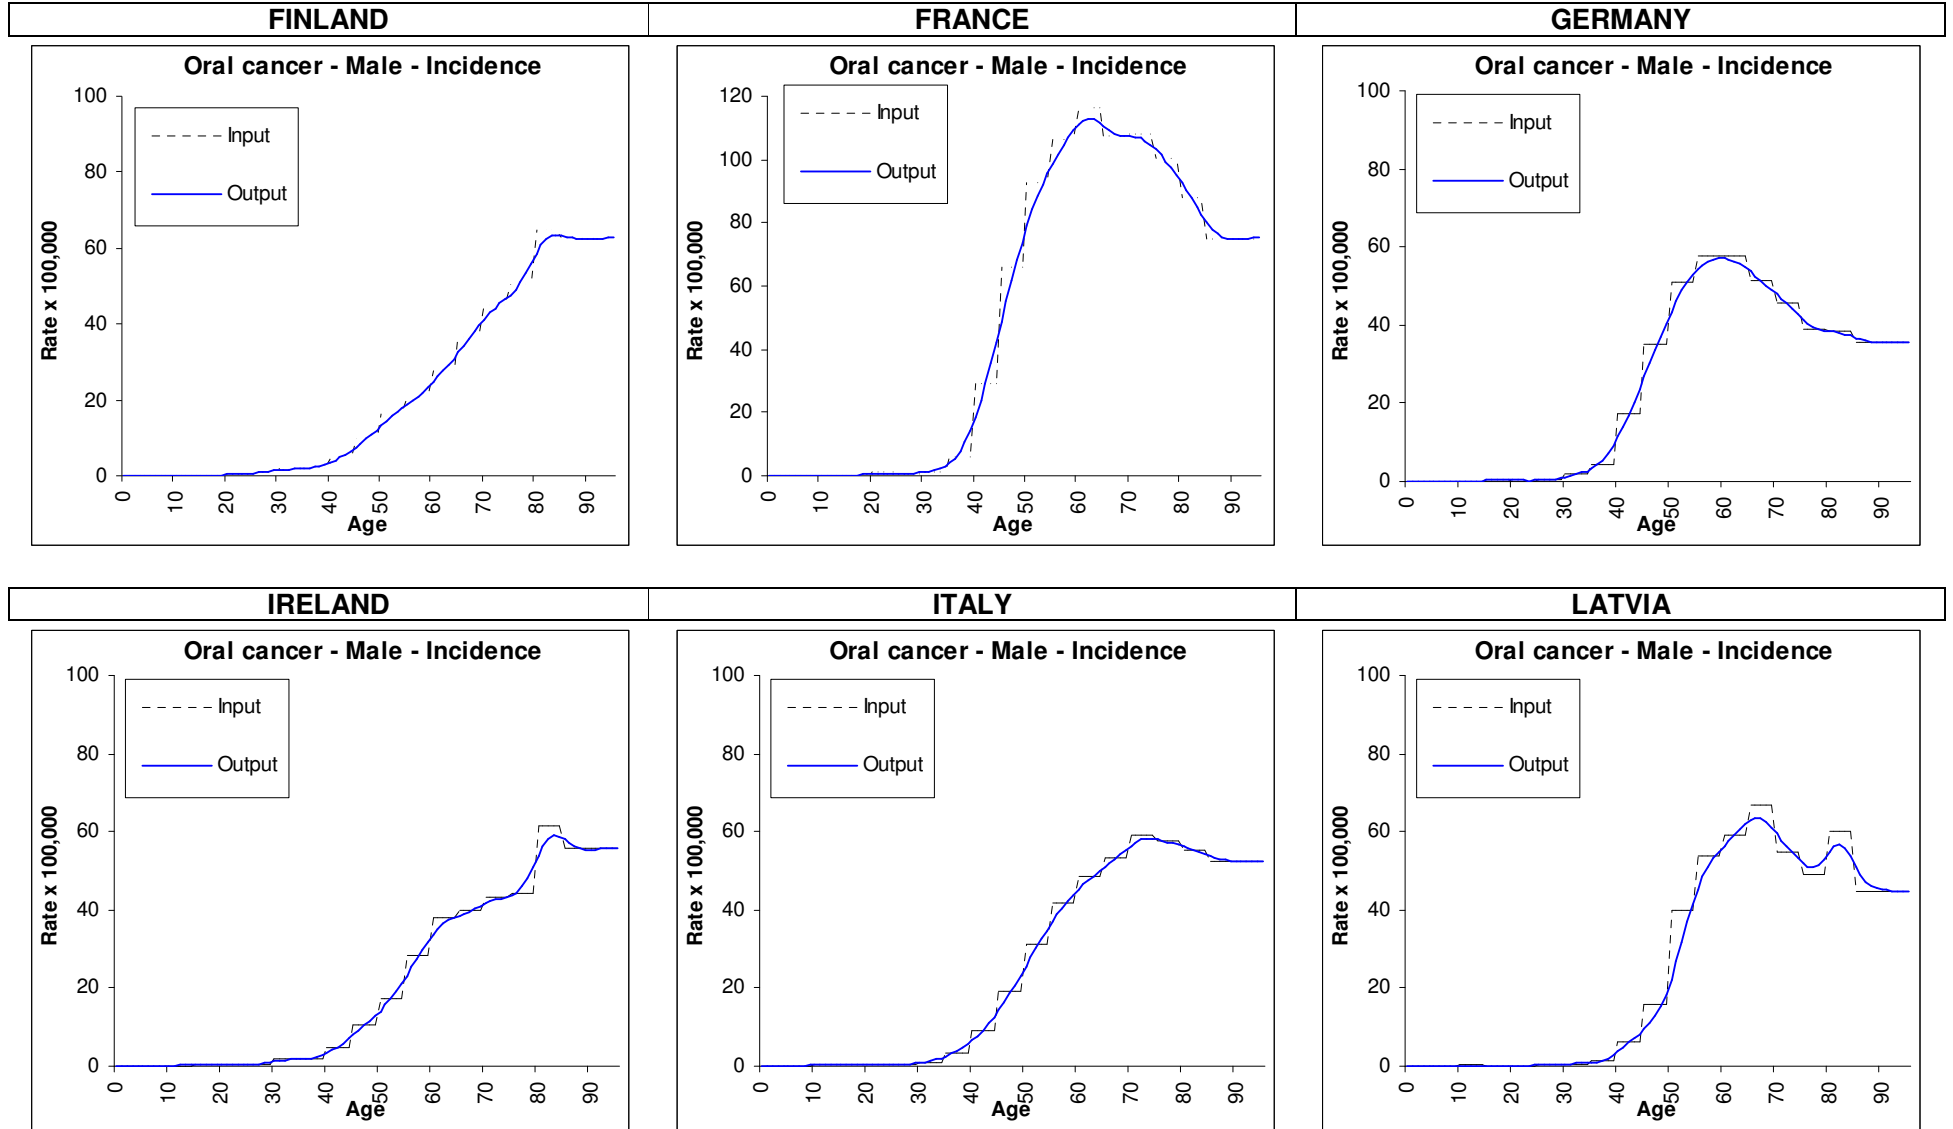 FINLAND
FRANCE
GERMANY
Oral cancer - Male - Incidence
100
80
60
40
20
0
Rate x 100,000
Input
Output
0 10 20 30 40 50 60 70 80 90
Age
Oral cancer - Male - Incidence
120
100
80
60
40
20
0
Rate x 100,000
Input
Output
0 10 20 30 40 50 60 70 80 90
Age
Oral cancer - Male - Incidence
100
80
60
40
20
0
Rate x 100,000
Input
Output
0 10 20 30 40 50 60 70 80 90
Age
IRELAND
ITALY
LATVIA
Oral cancer - Male - Incidence
100
80
60
40
20
0
Rate x 100,000
Input
Output
0 10 20 30 40 50 60 70 80 90
Age
Oral cancer - Male - Incidence
100
80
60
40
20
0
Rate x 100,000
Input
Output
0 10 20 30 40 50 60 70 80 90
Age
Oral cancer - Male - Incidence
100
80
60
40
20
0
Rate x 100,000
Input
Output
0 10 20 30 40 50 60 70 80 90
Age